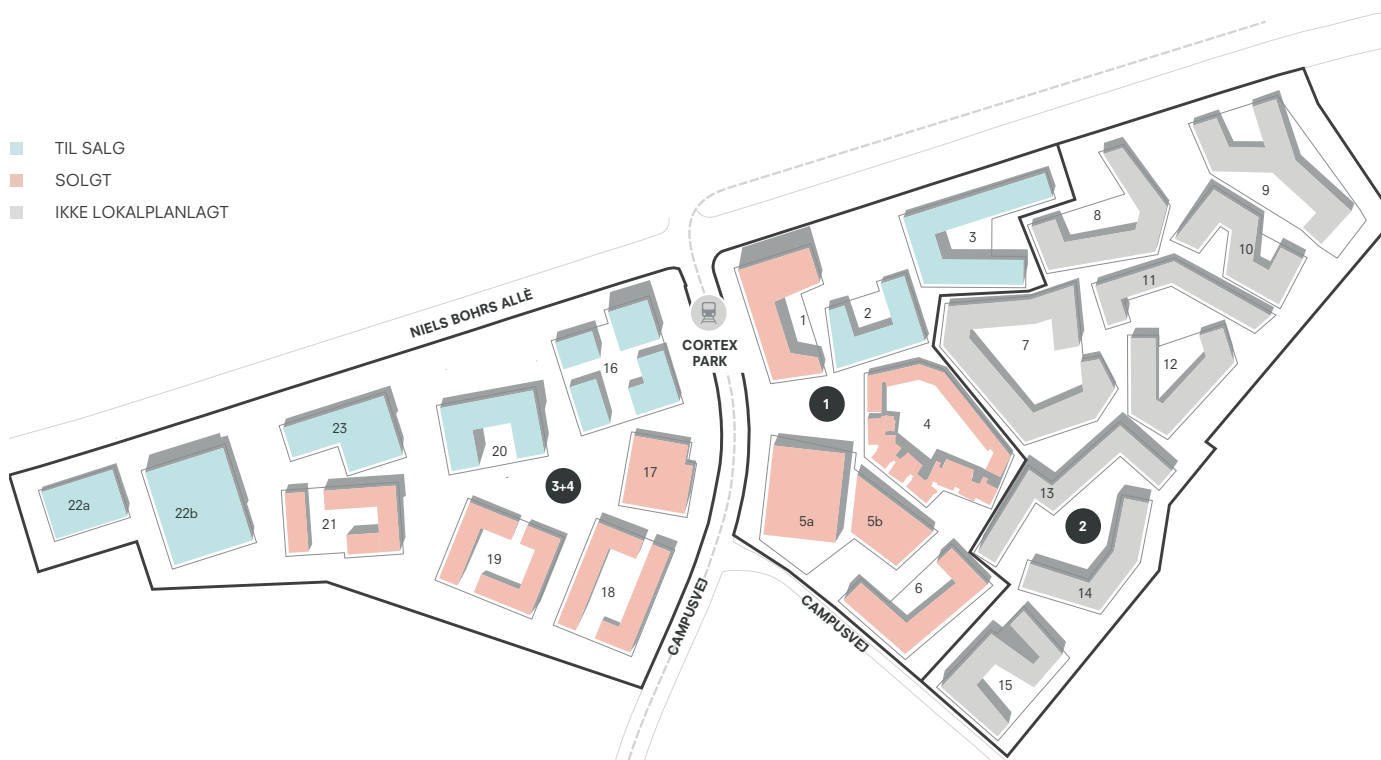 TIL SALG
SOLGT
IKKE LOKALPLANLAGT
NIELS BOHRS ALLÈ
CORTEX
PARK
CAMPUSVEJ
CAMPUSVEJ
1
2
3
4
5a
5b
6
7
8
9
10
11
12
13
14
15
16
17
18
19
20
21
22a
22b
23
1
2
3+4